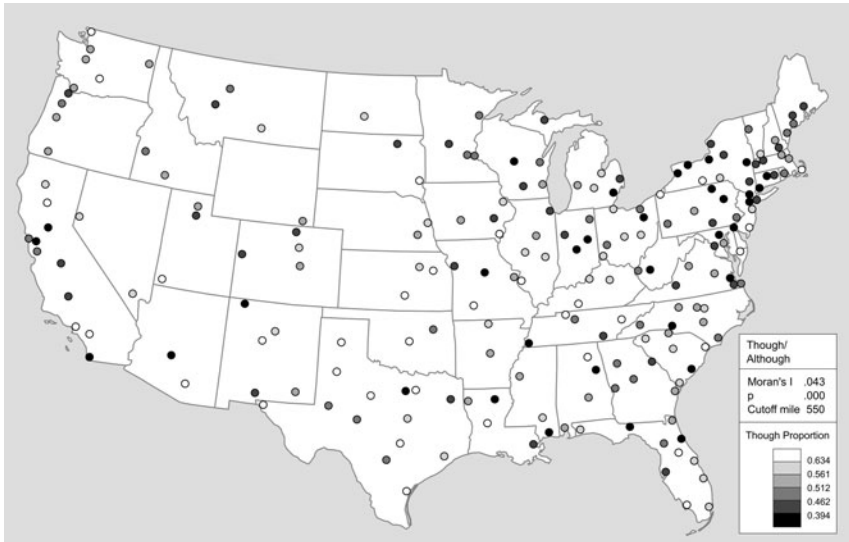 Though/
Although
Moran's I .043
p .000
Cutoff mile 550
Though Proportion
0.634
0.561
0.512
0.462
0.394